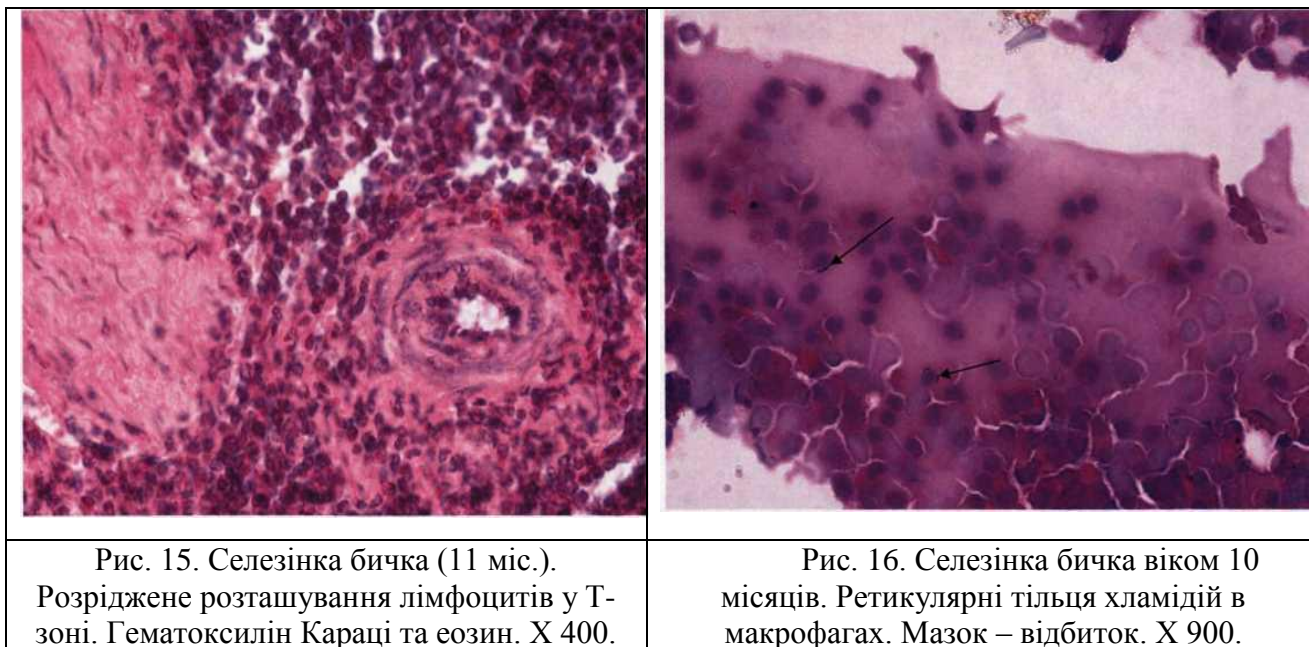 Рис. 15. Селезінка бичка (11 міс.).
Розріджене розташування лімфоцитів у Т-
зоні. Гематоксилін Караці та еозин. Х 400.
Рис. 16. Селезінка бичка віком 10
місяців. Ретикулярні тільця хламідій в
макрофагах. Мазок – відбиток. Х 900.